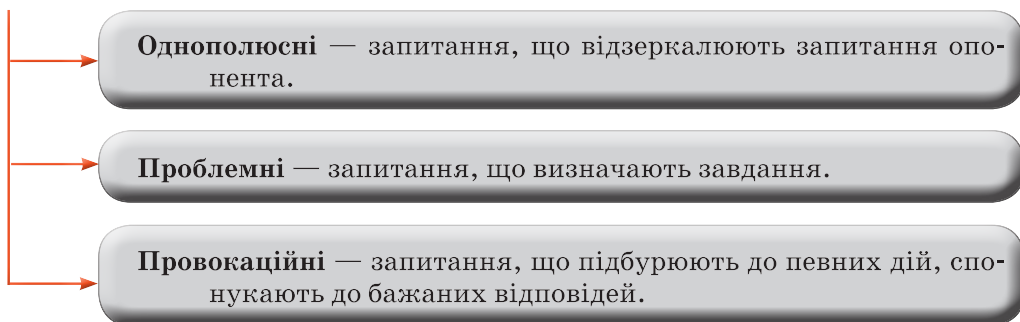 Однополюсні — запитання, що відзеркалюють запитання опо-
нента.
Проблемні — запитання, що визначають завдання.
Провокаційні — запитання, що підбурюють до певних дій, спо-
нукають до бажаних відповідей.